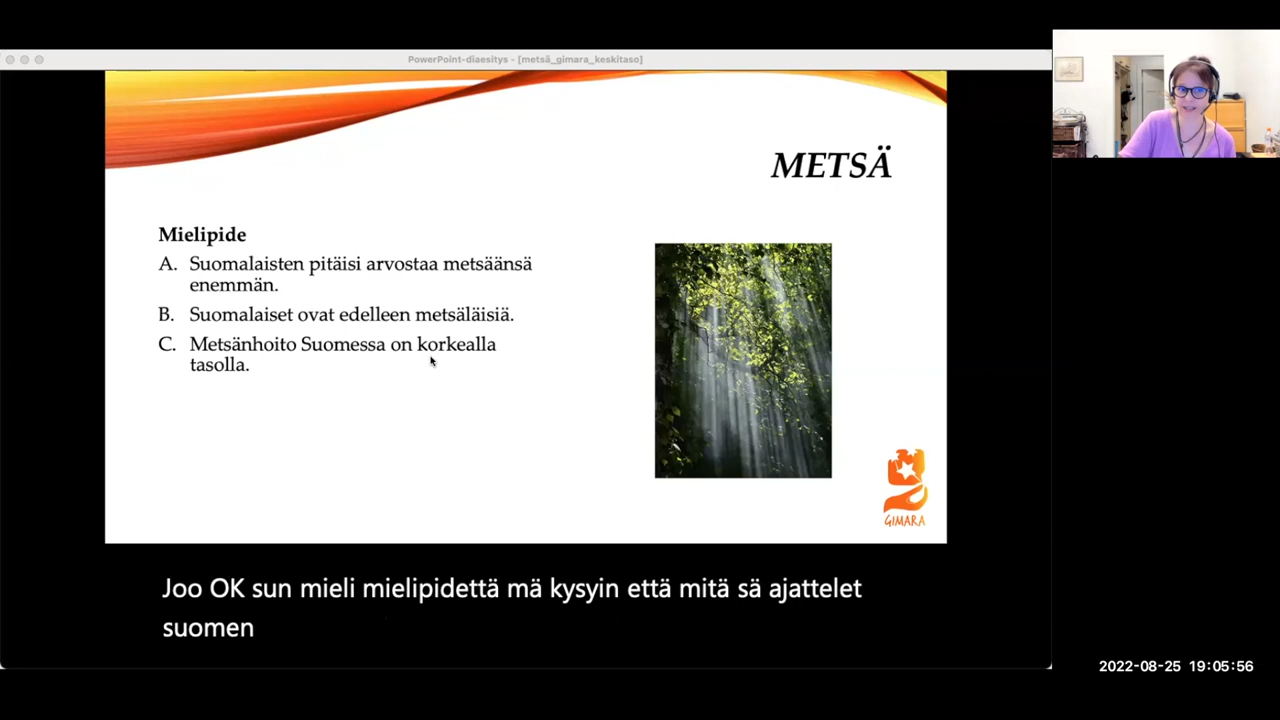 PowerPoint-diaesitys - [metsä_gimara_keskitaso]
METSÄ
Mielipide
A. Suomalaisten pitäisi arvostaa metsäänsä
enemmän.
B. Suomalaiset ovat edelleen metsäläisiä.
C. Metsänhoito Suomessa on korkealla
tasolla.
GIMARA
Joo OK sun mieli mielipidettä mä kysyin että mitä sä ajattelet
suomen
2022-08-25 19:05:56